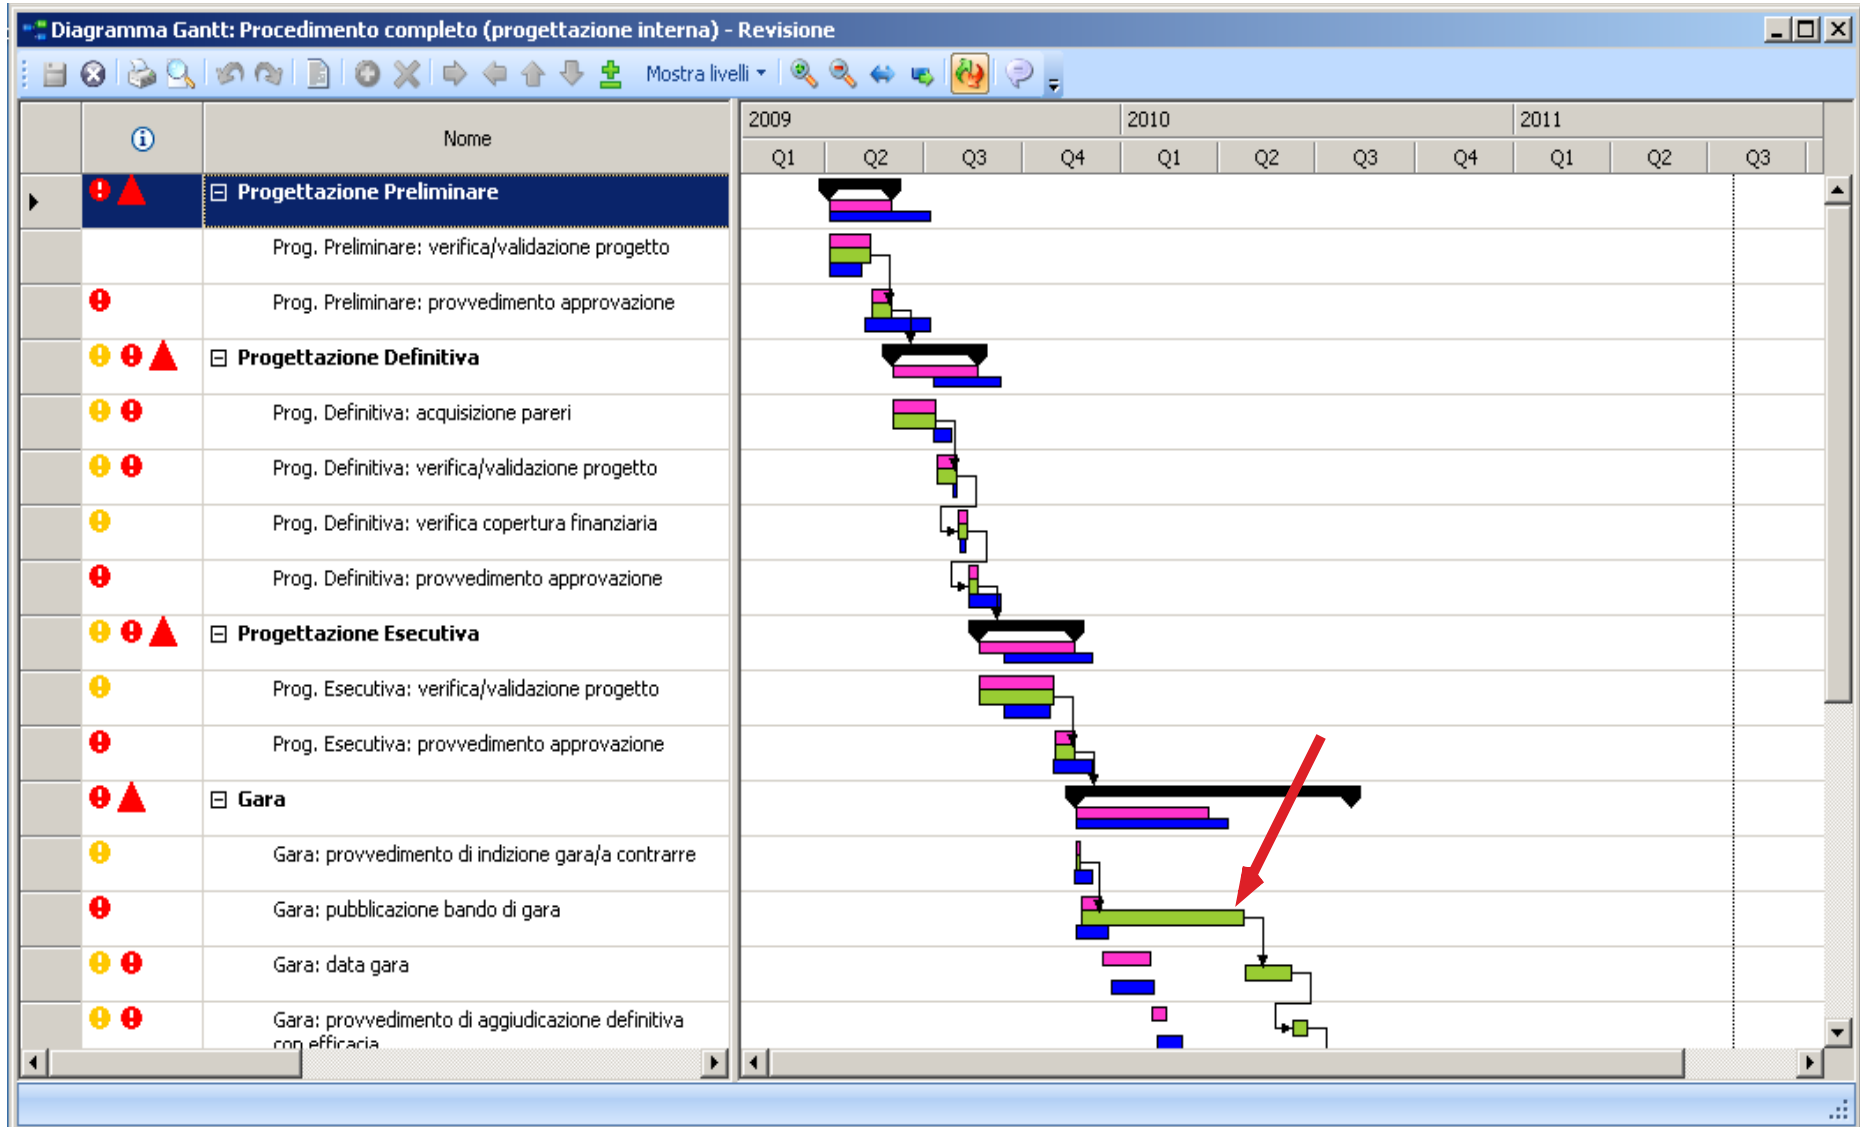 Diagramma Gantt: Procedimento completo (progettazione interna) - Revisione
Mostra livelli
Nome
2009 2010 2011
Q1 Q2 Q3 Q4 Q1 Q2 Q3 Q4 Q1 Q2 Q3
Progettazione Preliminare
Prog. Preliminare: verifica/validazione progetto
Prog. Preliminare: provvedimento approvazione
Progettazione Definitiva
Prog. Definitiva: acquisizione pareri
Prog. Definitiva: verifica/validazione progetto
Prog. Definitiva: verifica copertura finanziaria
Prog. Definitiva: provvedimento approvazione
Progettazione Esecutiva
Prog. Esecutiva: verifica/validazione progetto
Prog. Esecutiva: provvedimento approvazione
Gara
Gara: provvedimento di indizione gara/a contrarre
Gara: pubblicazione bando di gara
Gara: data gara
Gara: provvedimento di aggiudicazione definitiva
con efficacia